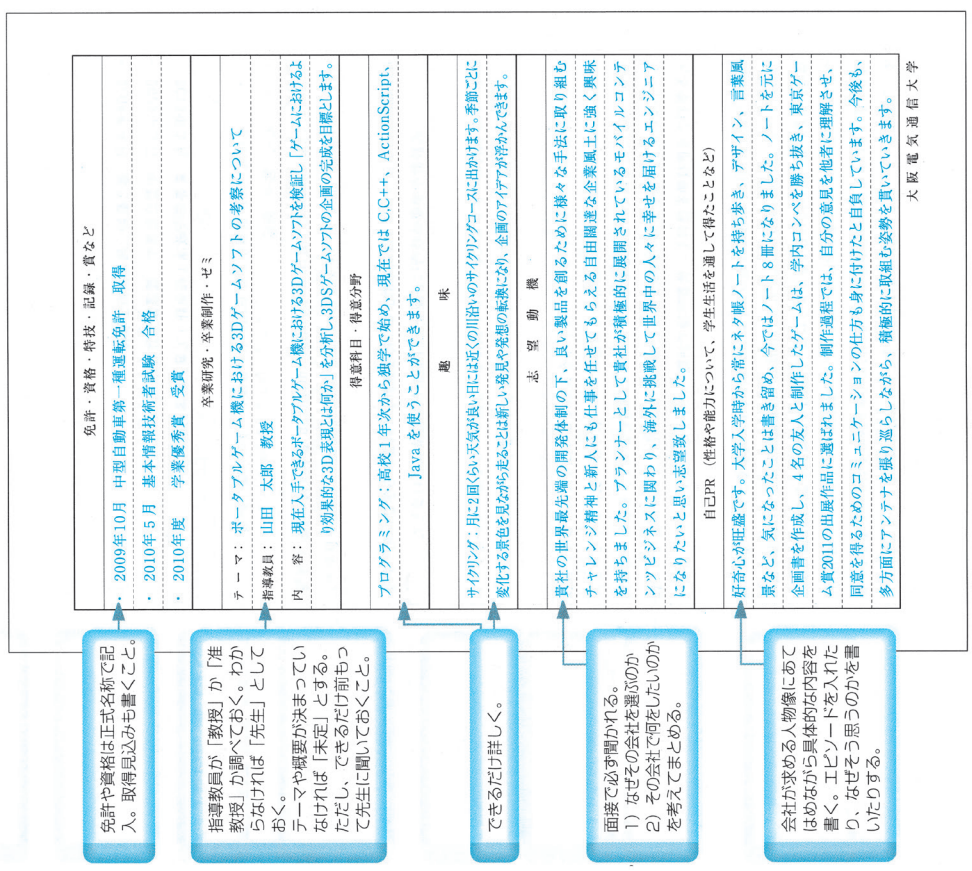 免許・資格・特技・記録・賞など
・ 2009年10月 中型自動車第一種運転免許 取得
・ 2010年5月 基本情報技術者試験 合格
・ 2010年度 学業優秀賞 受賞
卒業研究・卒業制作・ゼミ
テーマ：ポータブルゲーム機における3Dゲームソフトの考察について
指導教員：山田 太郎 教授
内 容：現在入手できるポータブルゲーム機における3Dゲームソフトを検証し「ゲームにおけるよ
り効果的な3D表現とは何か」を分析し、3DSゲームソフトの企画の完成を目標とします。
得意科目・得意分野
プログラミング：高校1年次から独学で始め、現在ではC,C++、ActionScript、
Javaを使うことができます。
趣 味
サイクリング：月に2回くらい天気が良い日には近くの川沿いのサイクリングコースに出かけます。季節ごとに
変化する景色を見ながら走ることは新しい発見や発想の転換になり、企画のアイデアが浮かんできます。
志 望 動 機
貴社の世界最先端の開発体制の下、良い製品を創るために様々な手法に取り組む
チャレンジ精神と新人にも仕事を任せてもらえる自由闊達な企業風土に強く興味
を持ちました。プランナーとして貴社が積極的に展開されているモバイルコンテ
ンツビジネスに関わり、海外に挑戦して世界中の人々に幸せを届けるエンジニア
になりたいと思い志望致しました。
自己PR（性格や能力について、学生生活を通して得たことなど）
好奇心が旺盛です。大学入学時から常にネタ帳ノートを持ち歩き、デザイン、言葉風
景など、気になったことは書き留め、今ではノート8冊になりました。ノートを元に
企画書を作成し、4名の友人と制作したゲームは、学内コンペを勝ち抜き、東京ゲー
ム賞2011の出展作品に選ばれました。制作過程では、自分の意見を他者に理解させ、
同意を得るためのコミュニケーションの仕方も身に付けたと自負しています。今後も、
多方面にアンテナを張り巡らしながら、積極的に取組む姿勢を貫いていきます。
大阪電気通信大学
免許や資格は正式名称で記
入。取得見込みも書くこと。
指導教員が「教授」か「准
教授」か調べておく。わか
らなければ「先生」として
おく。
テーマや概要が決まってい
なければ「未定」とする。
ただし、できるだけ前もっ
て先生に聞いておくこと。
できるだけ詳しく。
面接で必ず聞かれる。
1）なぜその会社を選ぶのか
2）その会社で何をしたいのか
を考えてまとめる。
会社が求める人物像にあて
はめながら具体的な内容を
書く。エピソードを入れた
り、なぜそう思うのかを書
いたりする。